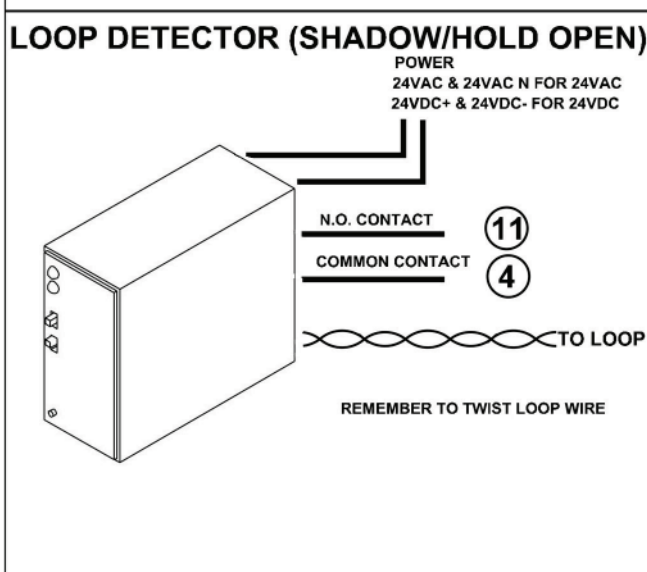 LOOP DETECTOR (SHADOW/HOLD OPEN)
POWER
24VAC & 24VAC N FOR 24VAC
24VDC+ & 24VDC- FOR 24VDC
N.O. CONTACT
11
COMMON CONTACT
4
TO LOOP
REMEMBER TO TWIST LOOP WIRE